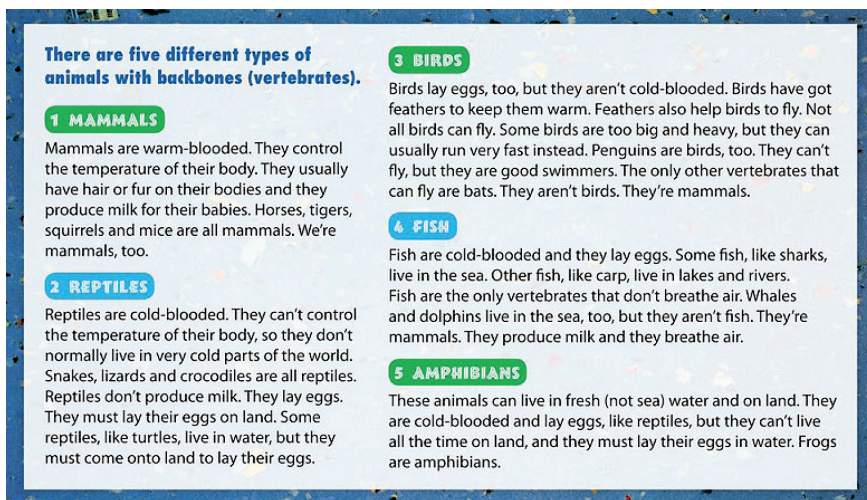 There are five different types of
animals with backbones (vertebrates).
1 MAMMALS
Mammals are warm-blooded. They control
the temperature of their body. They usually
have hair or fur on their bodies and they
produce milk for their babies. Horses, tigers,
squirrels and mice are all mammals. We're
mammals, too.
2 REPTILES
Reptiles are cold-blooded. They can't control
the temperature of their body, so they don't
normally live in very cold parts of the world.
Snakes, lizards and crocodiles are all reptiles.
Reptiles don't produce milk. They lay eggs.
They must lay their eggs on land. Some
reptiles, like turtles, live in water, but they
must come onto land to lay their eggs.
3 BIRDS
Birds lay eggs, too, but they aren't cold-blooded. Birds have got
feathers to keep them warm. Feathers also help birds to fly. Not
all birds can fly. Some birds are too big and heavy, but they can
usually run very fast instead. Penguins are birds, too. They can't
fly, but they are good swimmers. The only other vertebrates that
can fly are bats. They aren't birds. They're mammals.
4 FISH
Fish are cold-blooded and they lay eggs. Some fish, like sharks,
live in the sea. Other fish, like carp, live in lakes and rivers.
Fish are the only vertebrates that don't breathe air. Whales
and dolphins live in the sea, too, but they aren't fish. They're
mammals. They produce milk and they breathe air.
5 AMPHIBIANS
These animals can live in fresh (not sea) water and on land. They
are cold-blooded and lay eggs, like reptiles, but they can't live
all the time on land, and they must lay their eggs in water. Frogs
are amphibians.